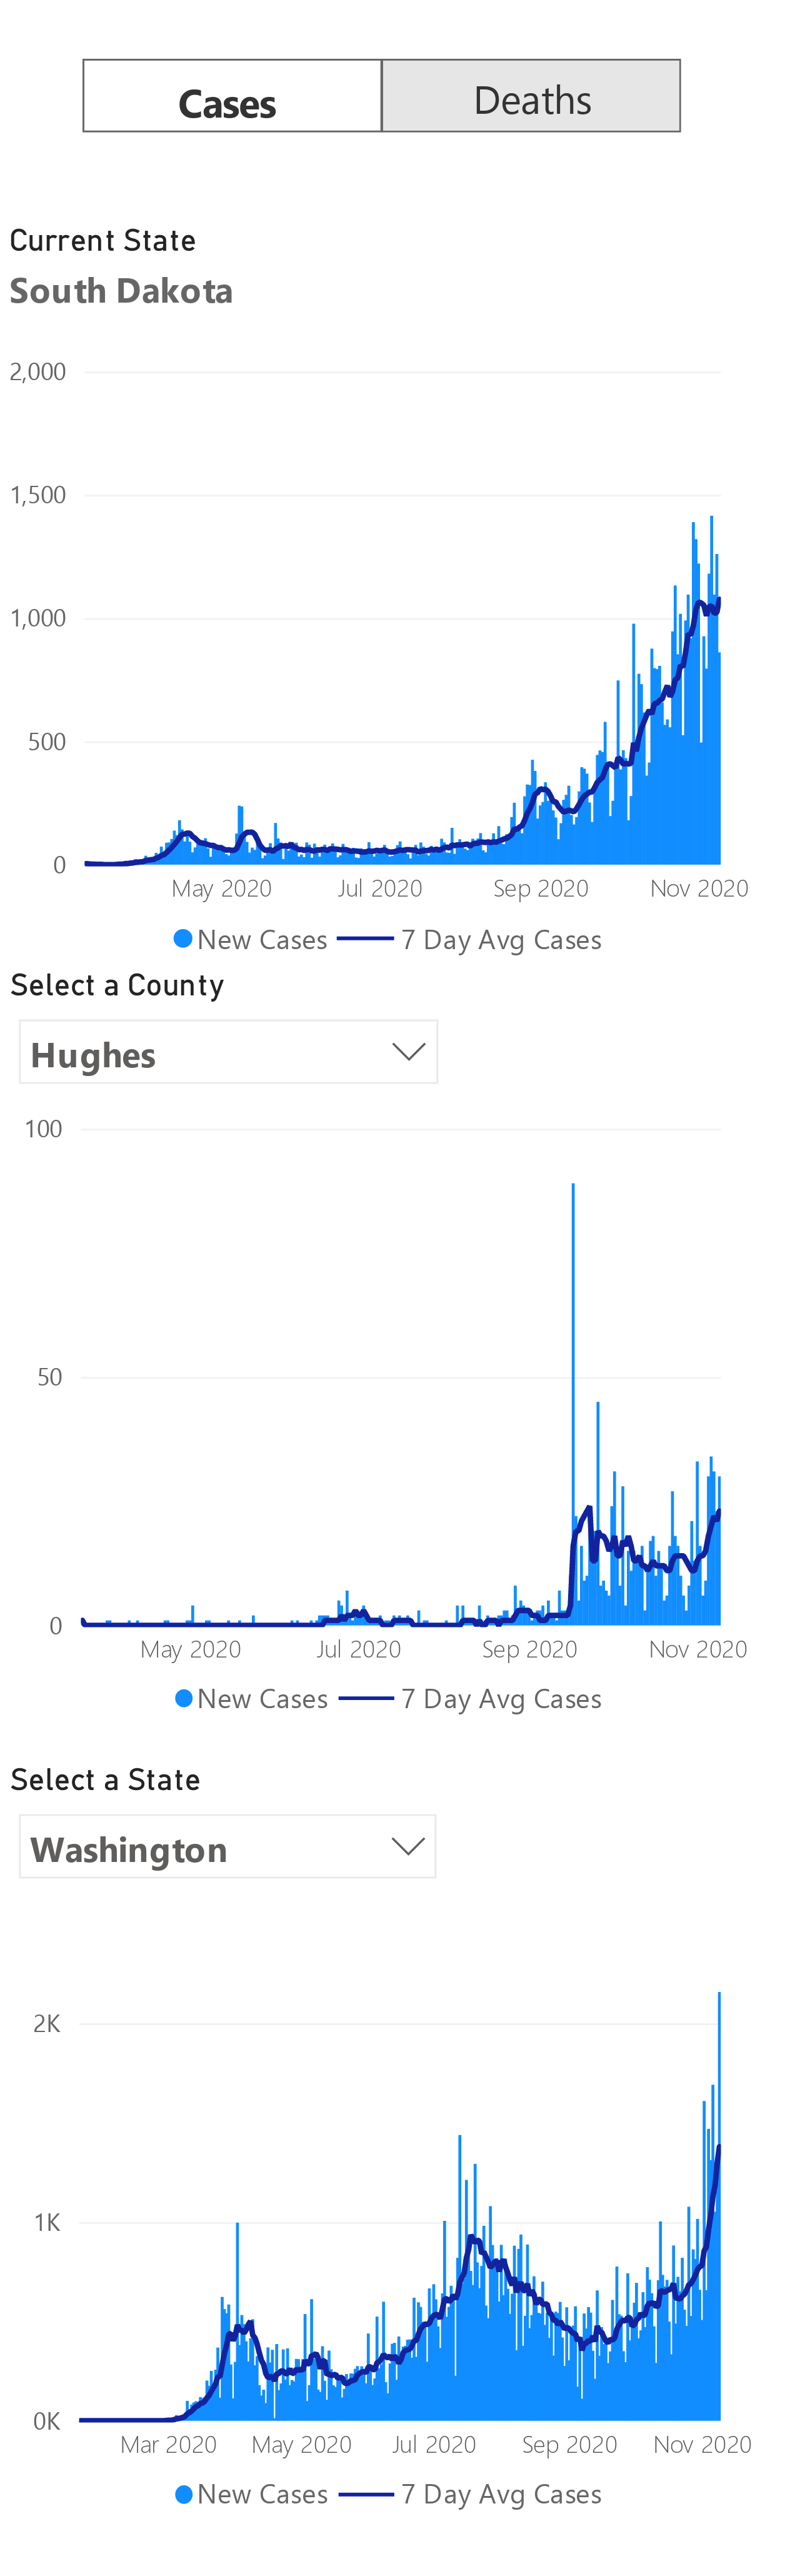 Cases Deaths
Current State
South Dakota
2,000
1,500
1,000
500
0
May 2020 Jul 2020 Sep 2020 Nov 2020
New Cases 7 Day Avg Cases
Select a County
Hughes
100
50
0
May 2020 Jul 2020 Sep 2020 Nov 2020
New Cases 7 Day Avg Cases
Select a State
Washington
2K
1K
0K
Mar 2020 May 2020 Jul 2020 Sep 2020 Nov 2020
New Cases 7 Day Avg Cases